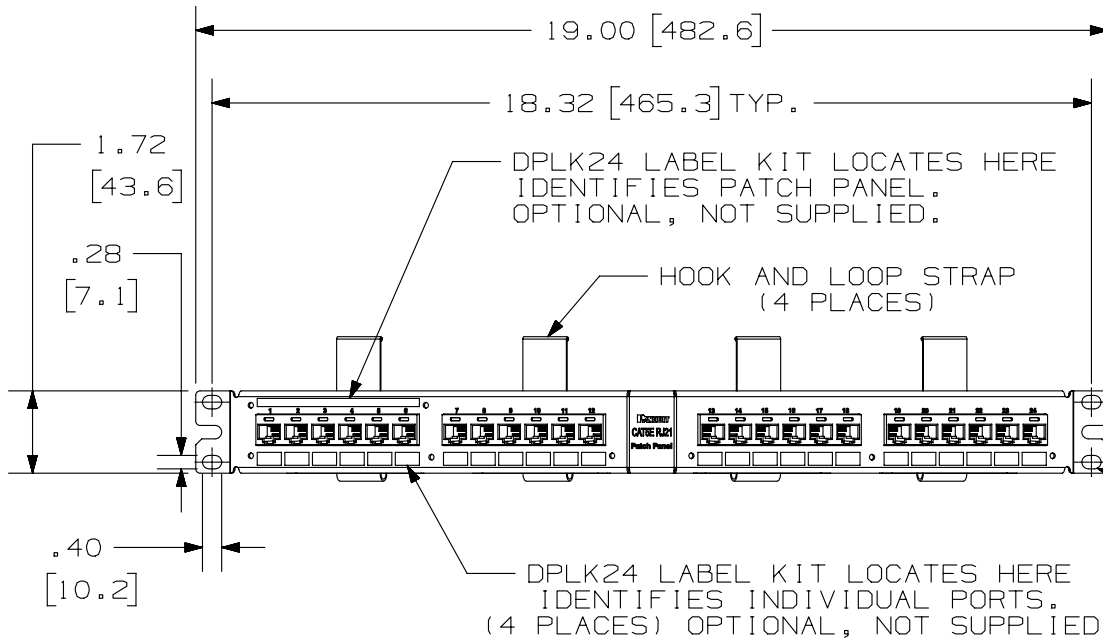 19.00 [482.6]
18.32 [465.3] TYP.
1.72
[43.6]
DPLK24 LABEL KIT LOCATES HERE
IDENTIFIES PATCH PANEL.
OPTIONAL, NOT SUPPLIED.
.28
[7.1]
HOOK AND LOOP STRAP
(4 PLACES)
1 2 3 4 5 6 7 8 9 10 11 12 13 14 15 16 17 18 19 20 21 22 23 24
CAT5E RJ21
Patch Panel
.40
[10.2]
DPLK24 LABEL KIT LOCATES HERE
IDENTIFIES INDIVIDUAL PORTS.
(4 PLACES) OPTIONAL, NOT SUPPLIED